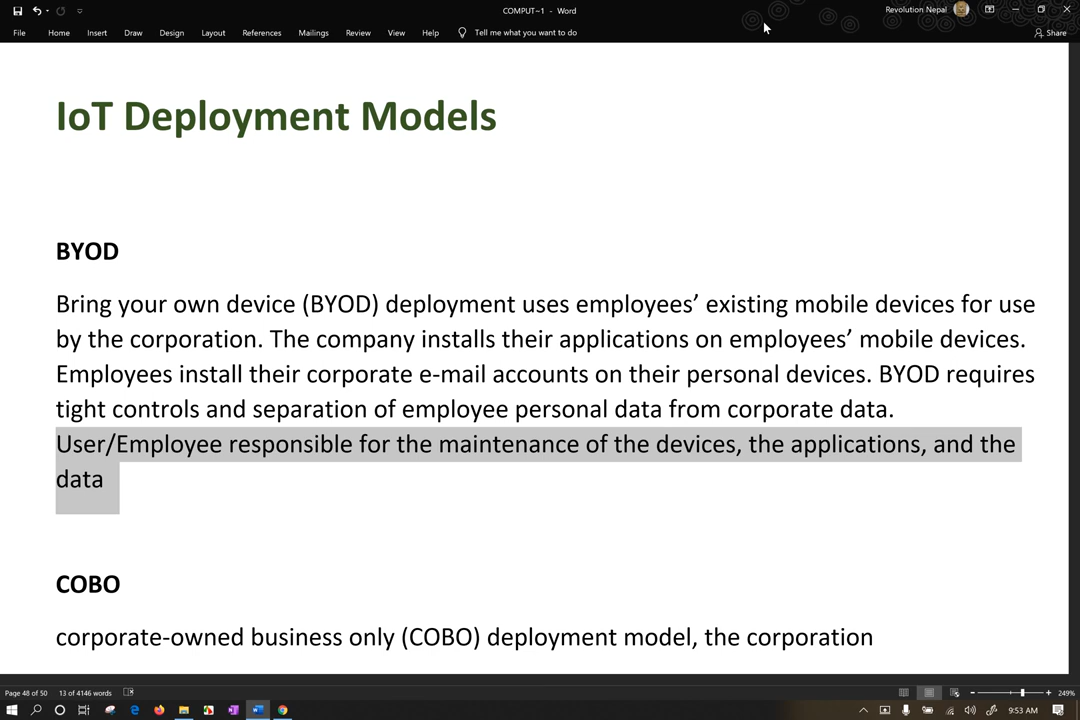 COMPUT~1 - Word
Revolution Nepal
File Home Insert Draw Design Layout References Mailings Review View Help Tell me what you want to do Share
IoT Deployment Models
BYOD
Bring your own device (BYOD) deployment uses employees’ existing mobile devices for use
by the corporation. The company installs their applications on employees’ mobile devices.
Employees install their corporate e-mail accounts on their personal devices. BYOD requires
tight controls and separation of employee personal data from corporate data.
User/Employee responsible for the maintenance of the devices, the applications, and the
data
COBO
corporate-owned business only (COBO) deployment model, the corporation
Page 48 of 50 13 of 4146 words 249%
9:53 AM